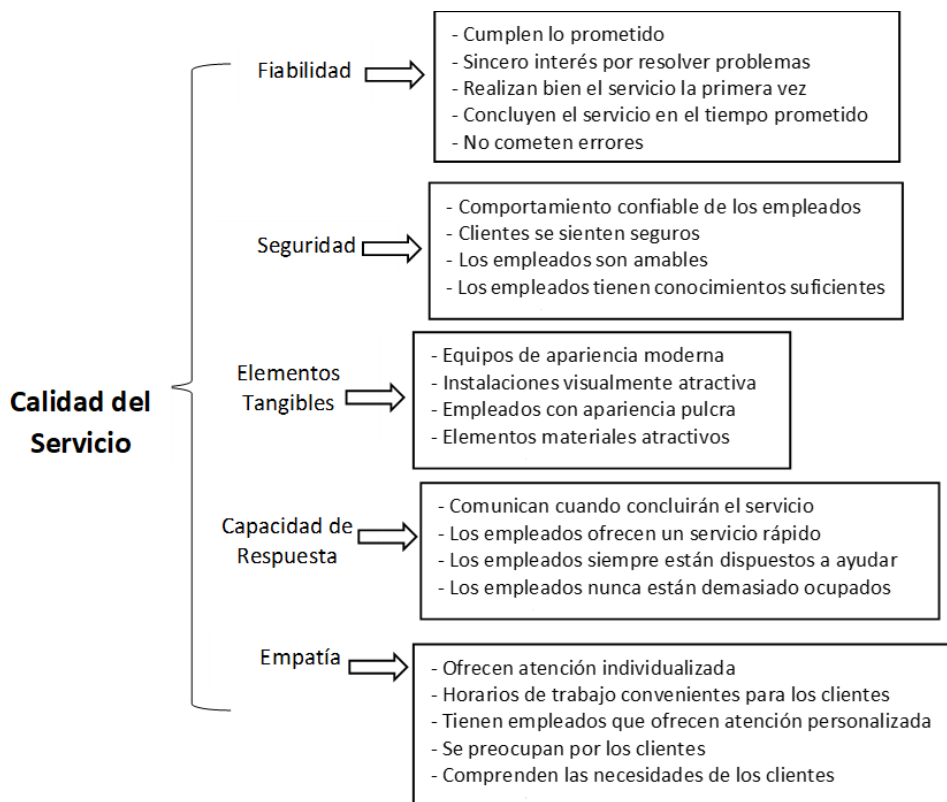 Calidad del
Servicio
Fiabilidad
- Cumplen lo prometido
- Sincero interés por resolver problemas
- Realizan bien el servicio la primera vez
- Concluyen el servicio en el tiempo prometido
- No cometen errores
Seguridad
- Comportamiento confiable de los empleados
- Clientes se sienten seguros
- Los empleados son amables
- Los empleados tienen conocimientos suficientes
Elementos
Tangibles
- Equipos de apariencia moderna
- Instalaciones visualmente atractiva
- Empleados con apariencia pulcra
- Elementos materiales atractivos
Capacidad de
Respuesta
- Comunican cuando concluirán el servicio
- Los empleados ofrecen un servicio rápido
- Los empleados siempre están dispuestos a ayudar
- Los empleados nunca están demasiado ocupados
Empatía
- Ofrecen atención individualizada
- Horarios de trabajo convenientes para los clientes
- Tienen empleados que ofrecen atención personalizada
- Se preocupan por los clientes
- Comprenden las necesidades de los clientes